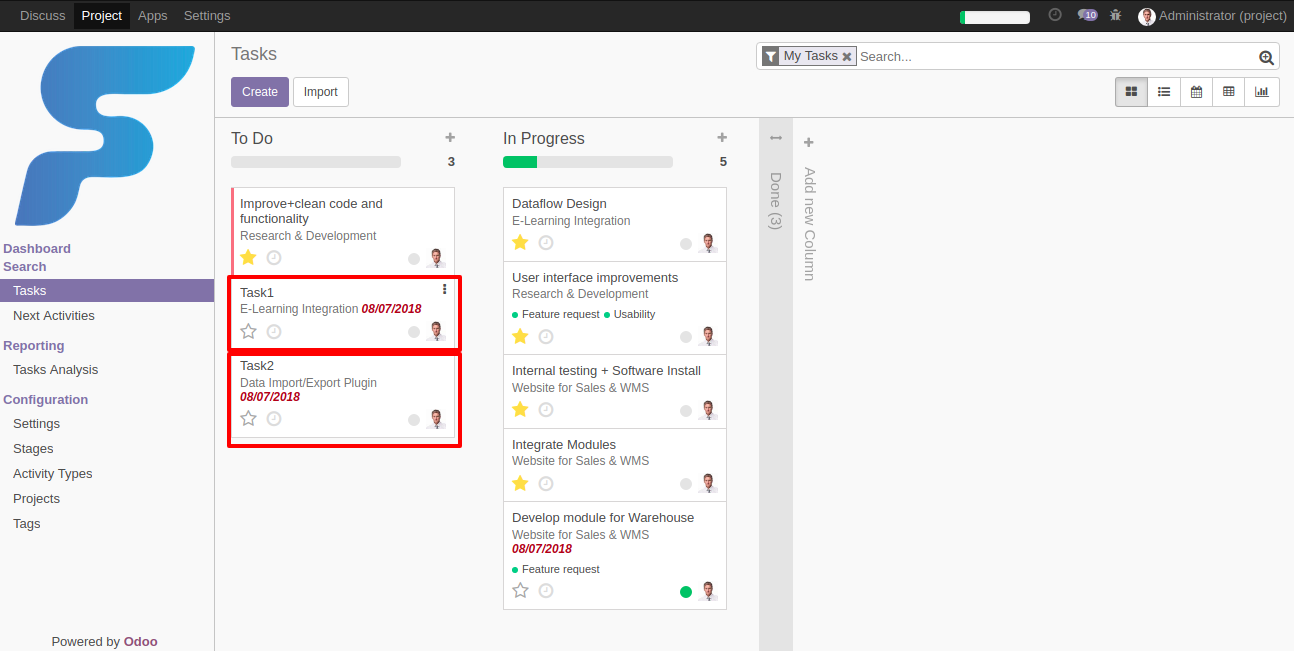 Discuss Project Apps Settings
10 Administrator (project)
Tasks
My Tasks Search...
Create Import
Dashboard
Search
Tasks
Next Activities
Reporting
Tasks Analysis
Configuration
Settings
Stages
Activity Types
Projects
Tags
Powered by Odoo
To Do
3
Improve+clean code and
functionality
Research & Development
Task1
E-Learning Integration 08/07/2018
Task2
Data Import/Export Plugin
08/07/2018
In Progress
5
Dataflow Design
E-Learning Integration
User interface improvements
Research & Development
Feature request Usability
Internal testing + Software Install
Website for Sales & WMS
Integrate Modules
Website for Sales & WMS
Develop module for Warehouse
Website for Sales & WMS
08/07/2018
Feature request
Done (3)
Add new Column